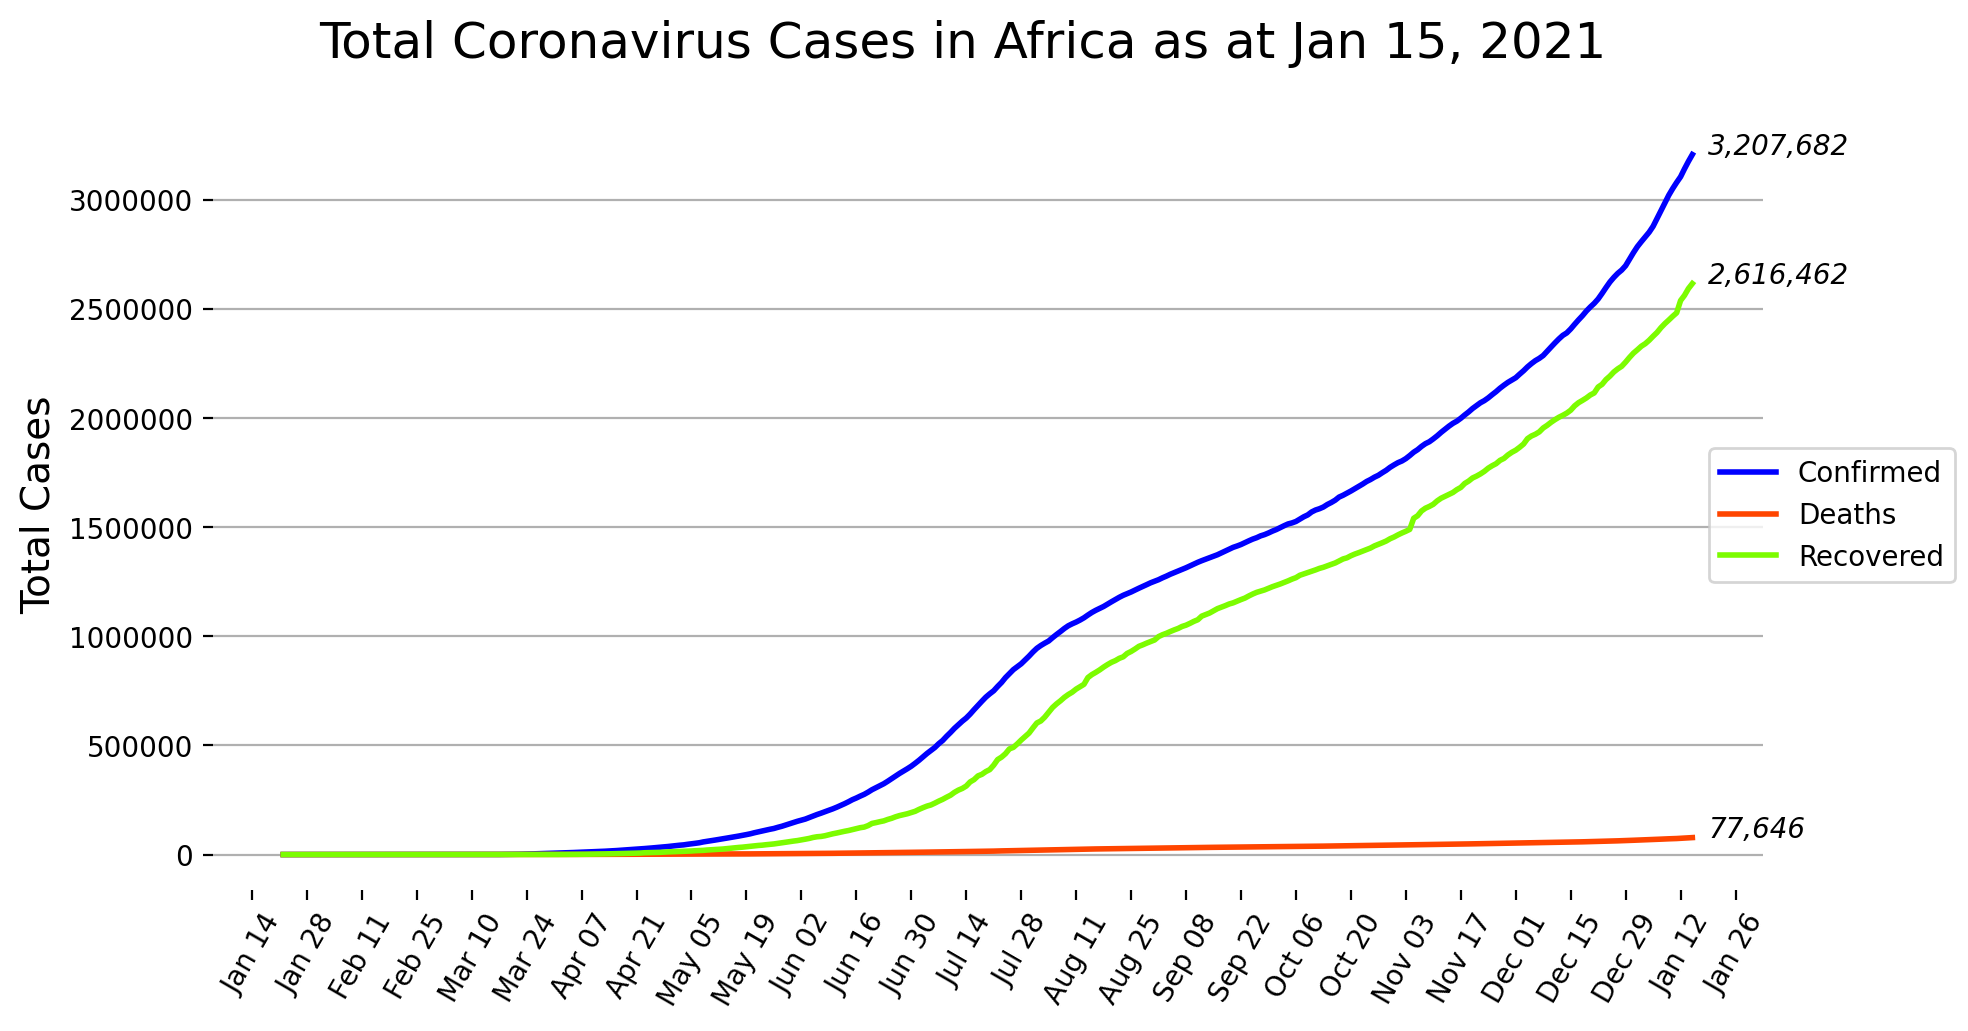 Total Coronavirus Cases in Africa as at Jan 15, 2021
3,207,682
3000000
2,616,462
2500000
2000000
Total Cases
Confirmed
Deaths
Recovered
1500000
1000000
500000
77,646
0
Jan 14
Jan 28
Feb 11
Feb 25
Mar 10
Mar 24
Apr 07
Apr 21
May 05
May 19
Jun 02
Jun 16
Jun 30
Jul 14
Jul 28
Aug 11
Aug 25
Sep 08
Sep 22
Oct 06
Oct 20
Nov 03
Nov 17
Dec 01
Dec 15
Dec 29
Jan 12
Jan 26